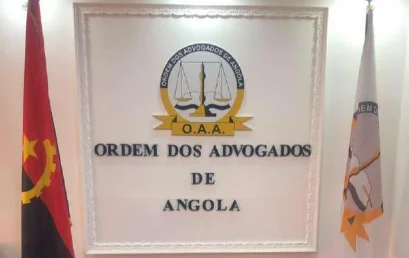 ORDEM DOS ADVOGADOS DE ANGOLA
O.A.A.
ORDEM DOS ADVOGADOS
DE
ANGOLA